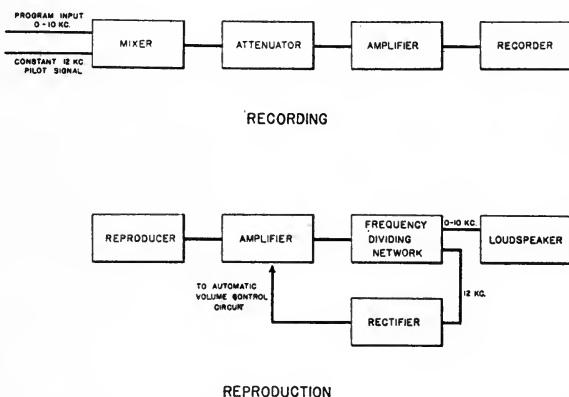 PROGRAM INPUT
0-10 KC.
CONSTANT 12 KC.
PILOT SIGNAL
MIXER
ATTENUATOR
AMPLIFIER
RECORDER
RECORDING
REPRODUCER
AMPLIFIER
FREQUENCY
DIVIDING
NETWORK
0-10 KC.
LOUDSPEAKER
12 KC.
TO AUTOMATIC
VOLUME CONTROL
CIRCUIT
RECTIFIER
REPRODUCTION